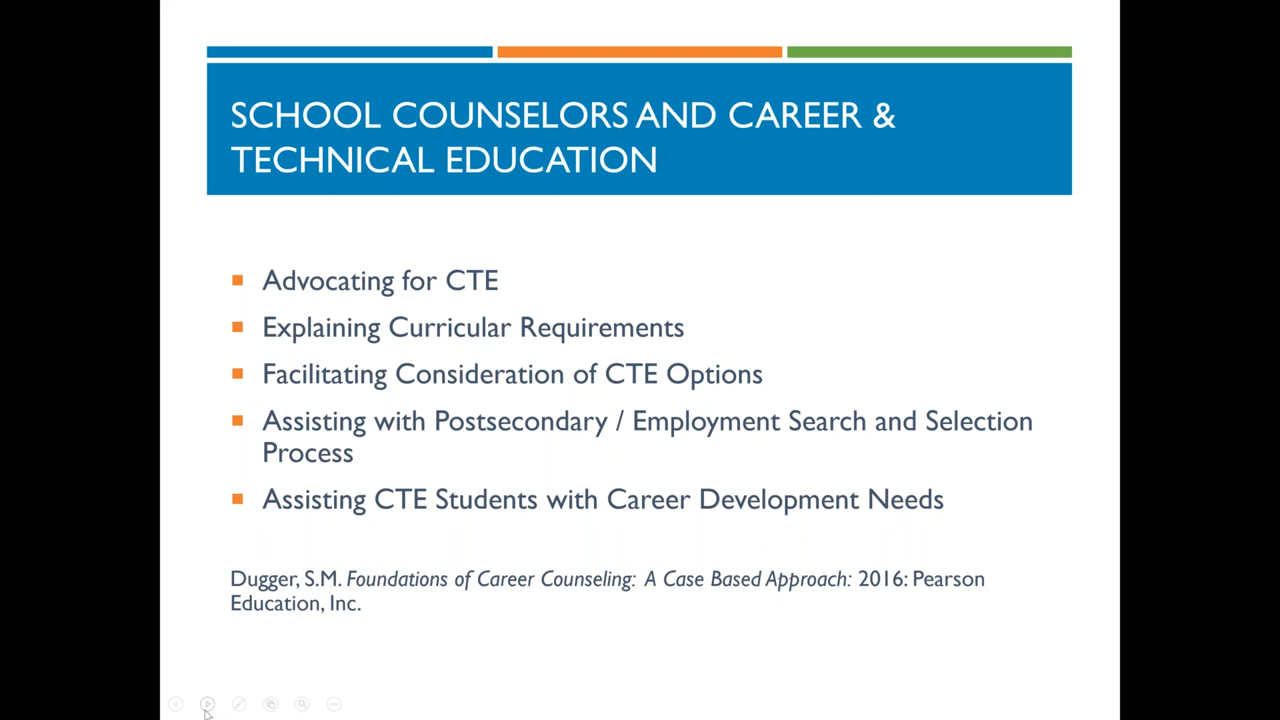 SCHOOL COUNSELORS AND CAREER &
TECHNICAL EDUCATION
Advocating for CTE
Explaining Curricular Requirements
Facilitating Consideration of CTE Options
Assisting with Postsecondary / Employment Search and Selection
Process
Assisting CTE Students with Career Development Needs
Dugger, S.M. Foundations of Career Counseling: A Case Based Approach: 2016: Pearson
Education, Inc.